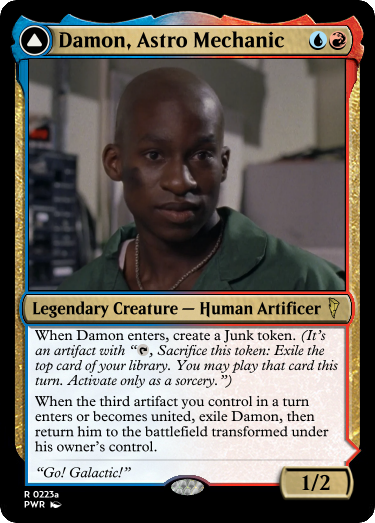 Damon, Astro Mechanic
Legendary Creature — Human Artificer
When Damon enters, create a Junk token. (It's
an artifact with “, Sacrifice this token: Exile the
top card of your library. You may play that card this
turn. Activate only as a sorcery.”)
When the third artifact you control in a turn
enters or becomes united, exile Damon, then
return him to the battlefield transformed under
his owner's control.
“Go! Galactic!”
1/2
R 0223a
PWR